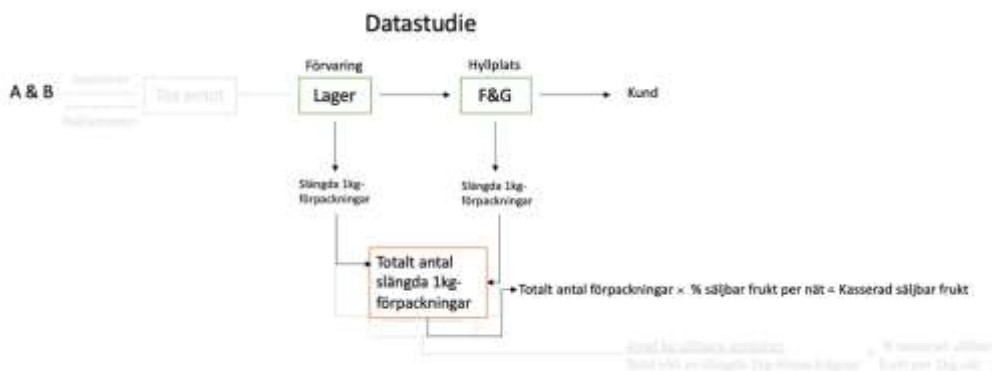 Datastudie
Förvaring
Hyllplats
A & B
Lager
F&G
Kund
Slängda 1kg-
förpackningar
Slängda 1kg-
förpackningar
Totalt antal
slängda 1kg-
förpackningar
Totalt antal förpackningar × % säljbar frukt per nät = Kasserad säljbar frukt